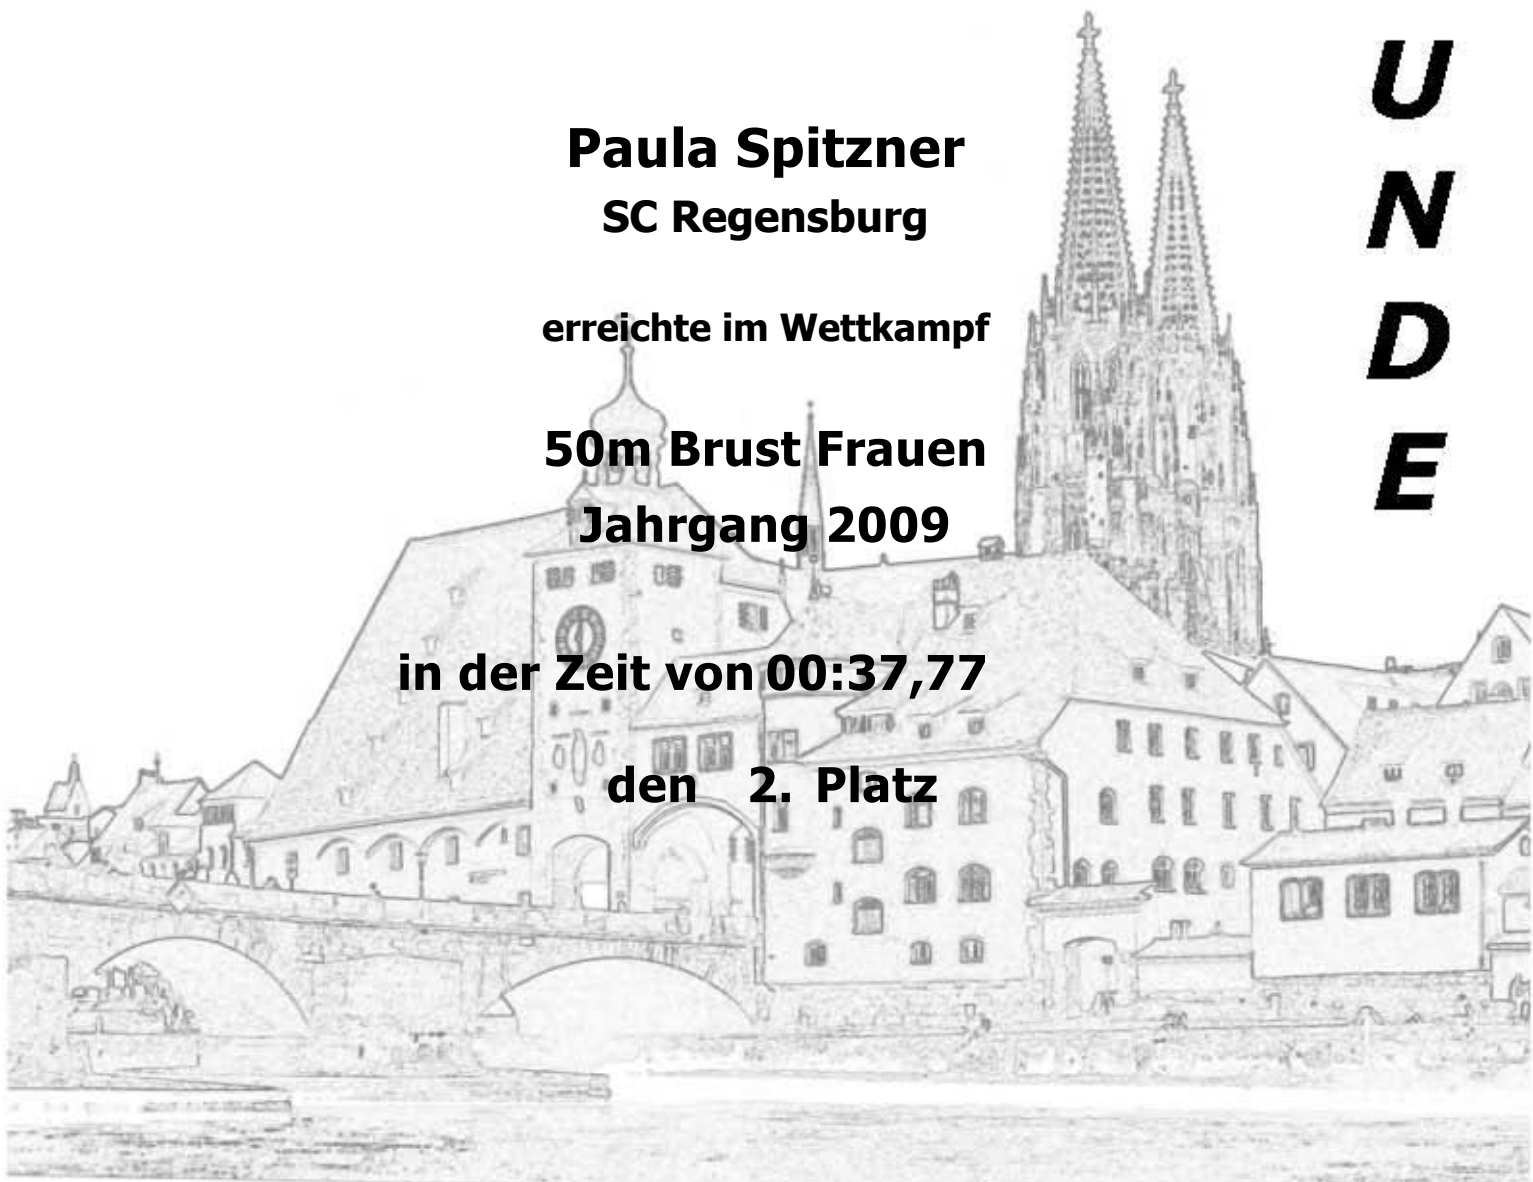 Paula Spitzner
SC Regensburg
erreichte im Wettkampf
50m Brust Frauen
Jahrgang 2009
in der Zeit von 00:37,77
den 2. Platz
U
N
D
E